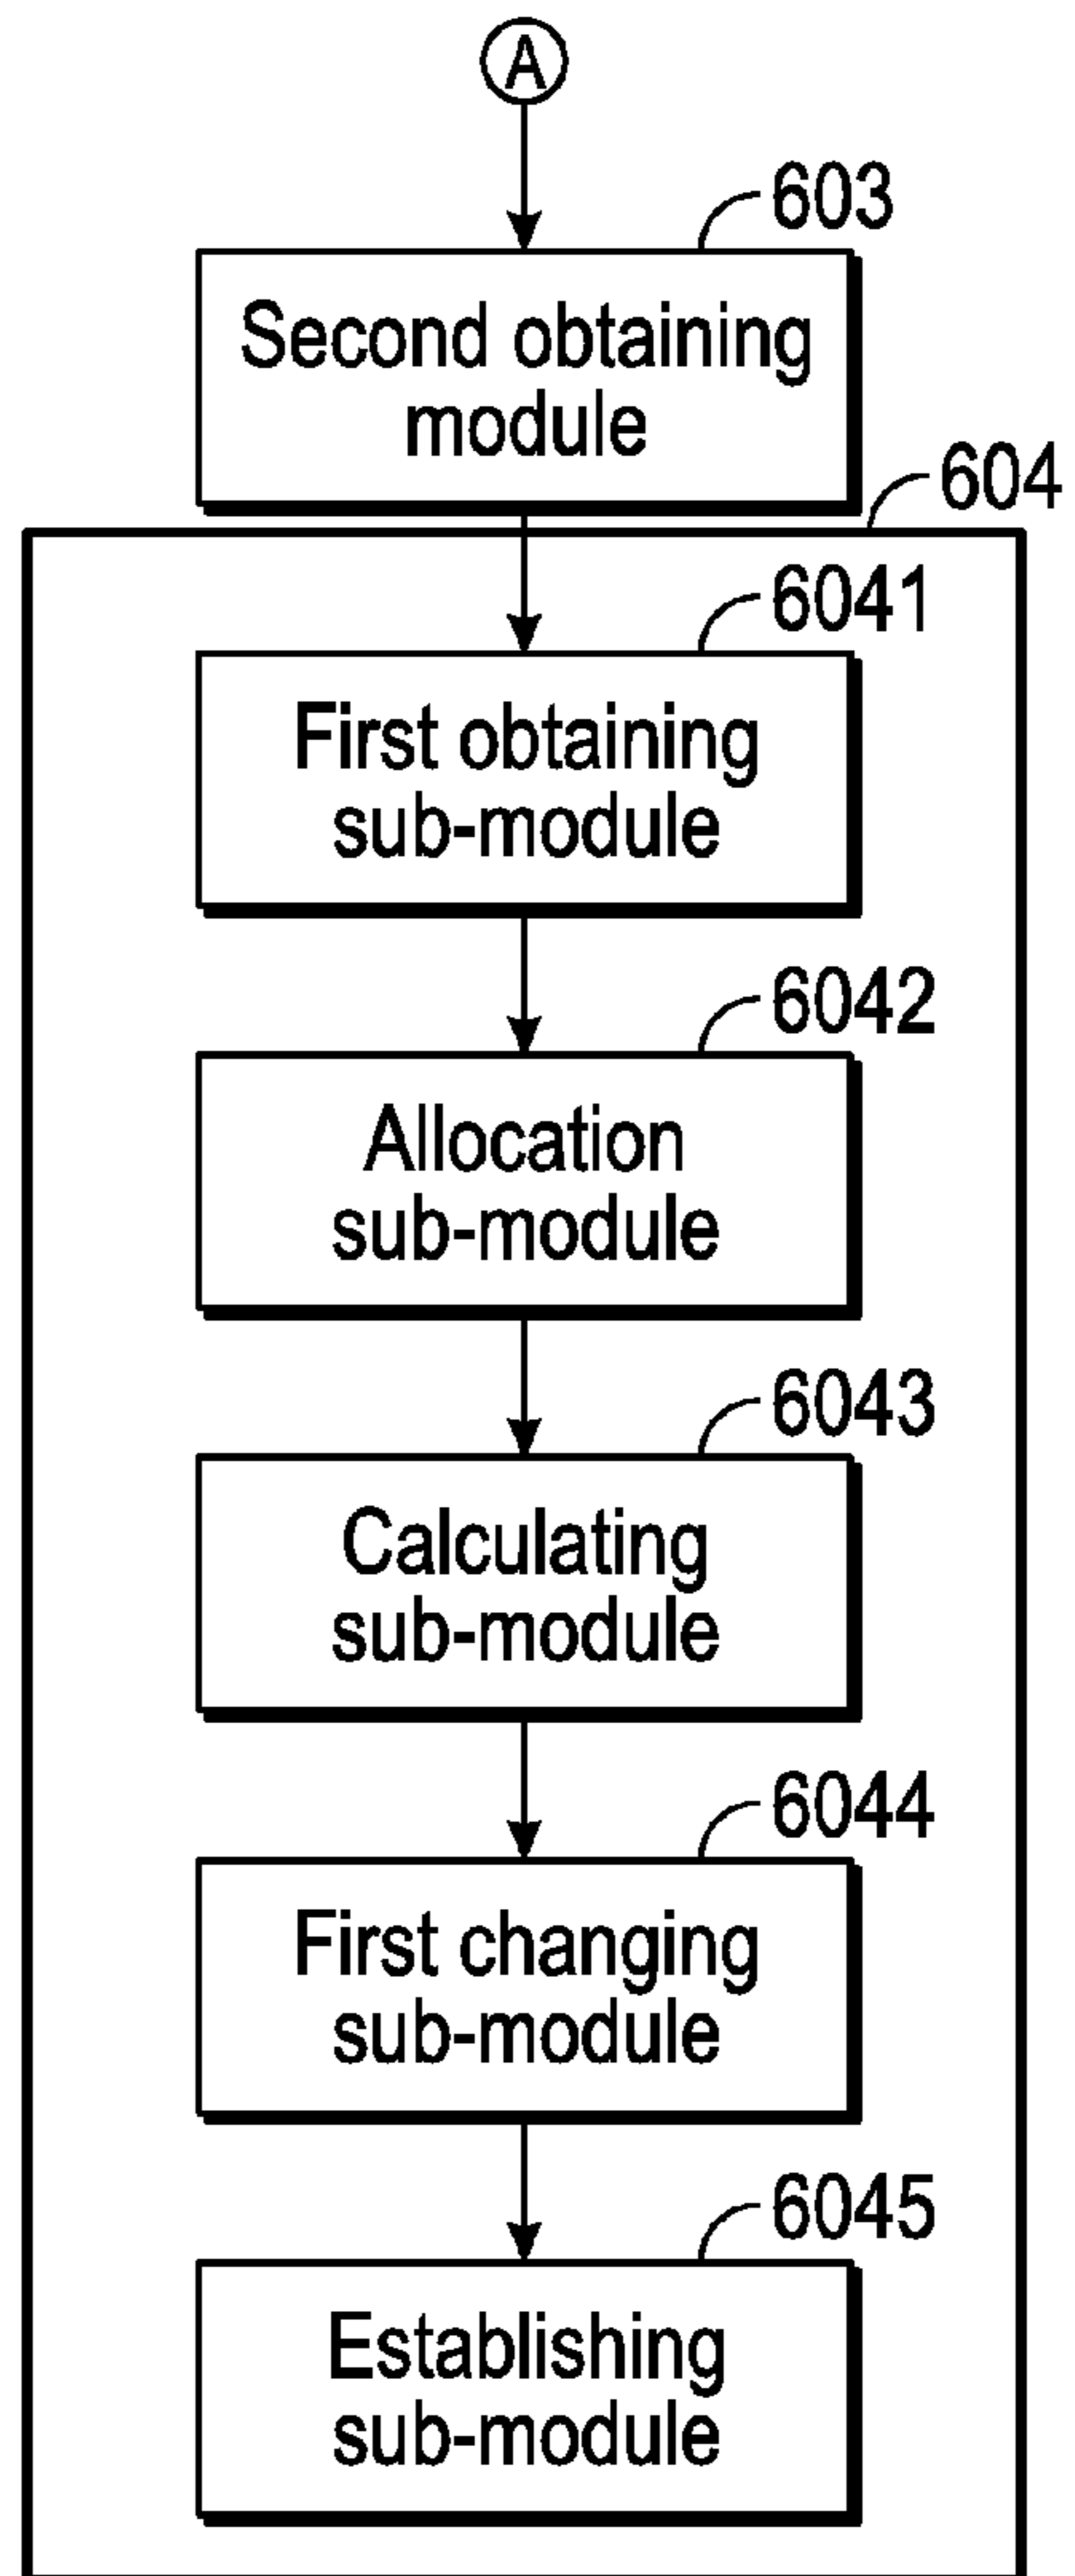 A
603
Second obtaining
module
604
6041
First obtaining
sub-module
6042
Allocation
sub-module
6043
Calculating
sub-module
6044
First changing
sub-module
6045
Establishing
sub-module